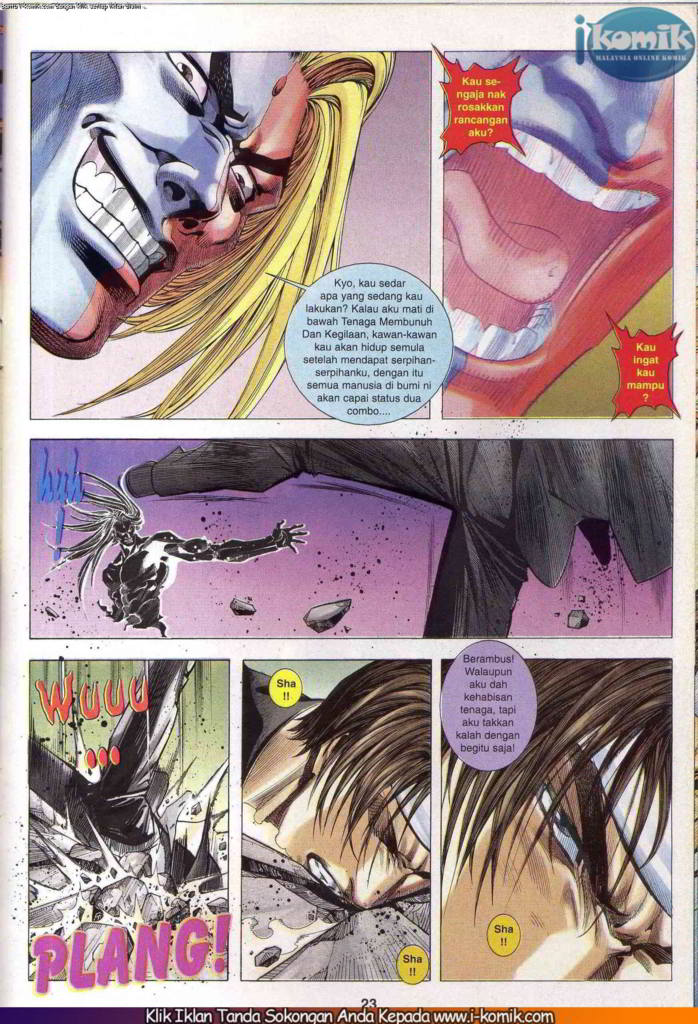 ikomik
MALAYSIA ONLINE KOMIK
Kau se-
ngaja nak
rosakkan
rancangan
aku?
Kyo, kau sedar
apa yang sedang kau
lakukan? Kalau aku mati di
bawah Tenaga Membunuh
Dan Kegilaan, kawan-kawan
kau akan hidup semula
setelah mendapat serpihan-
serpihanku, dengan itu
semua manusia di bumi ni
akan capai status dua
combo....
Kau
ingat
kau
mampu
?
huh
!
WUUU
...
PLANG!
Sha
!!
Sha
!!
Berambus!
Walaupun
aku dah
kehabisan
tenaga, tapi
aku takkan
kalah dengan
begitu saja!
Sha
!!
23
Klik Iklan Tanda Sokongan Anda Kepada www.i-komik.com